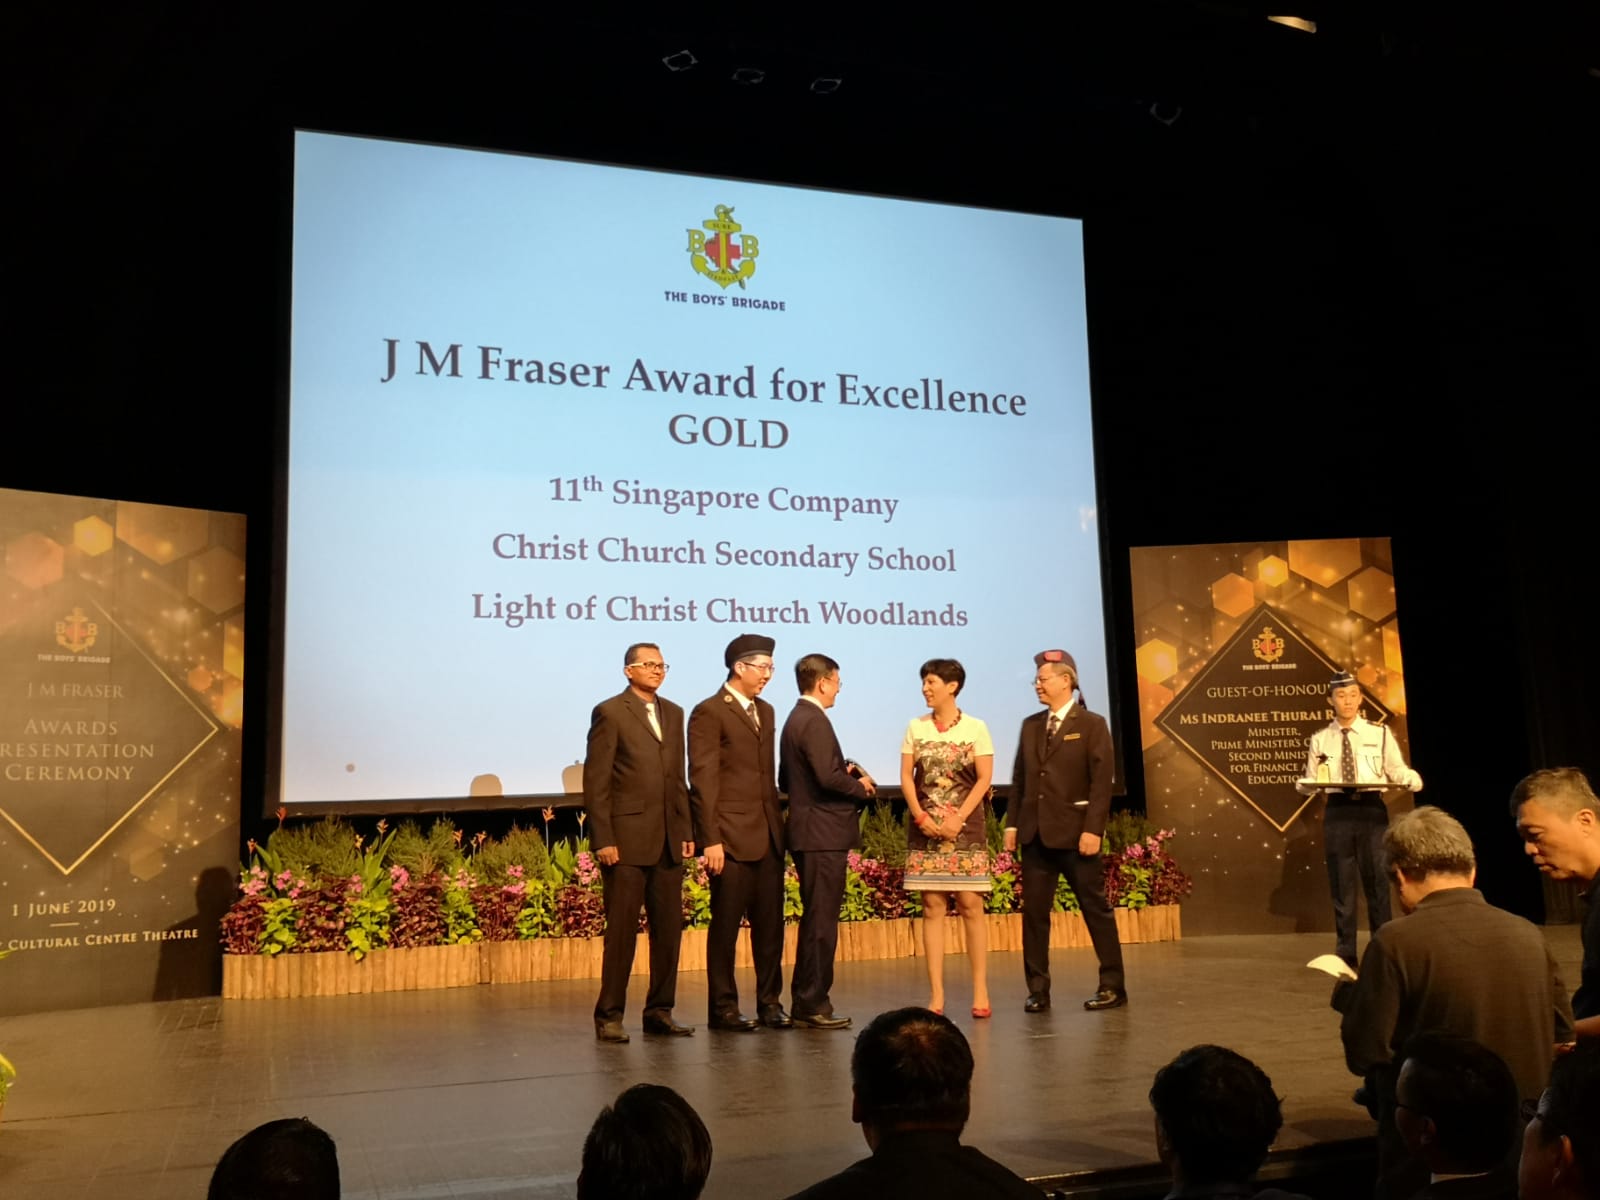 SURE
B B
THE BOYS' BRIGADE
J M Fraser Award for Excellence
GOLD
11th Singapore Company
Christ Church Secondary School
Light of Christ Church Woodlands
B B
THE BOYS' BRIGADE
J M FRASER
AWARDS
RESENTATION
CEREMONY
1 JUNE 2019
CULTURAL CENTRE THEATRE
B B
THE BOYS' BRIGADE
GUEST-OF-HONOU
MS INDRANEE THURAI R H
MINISTER,
PRIME MINISTER'S
SECOND MINIS
FOR FINANCE A
EDUCATIO